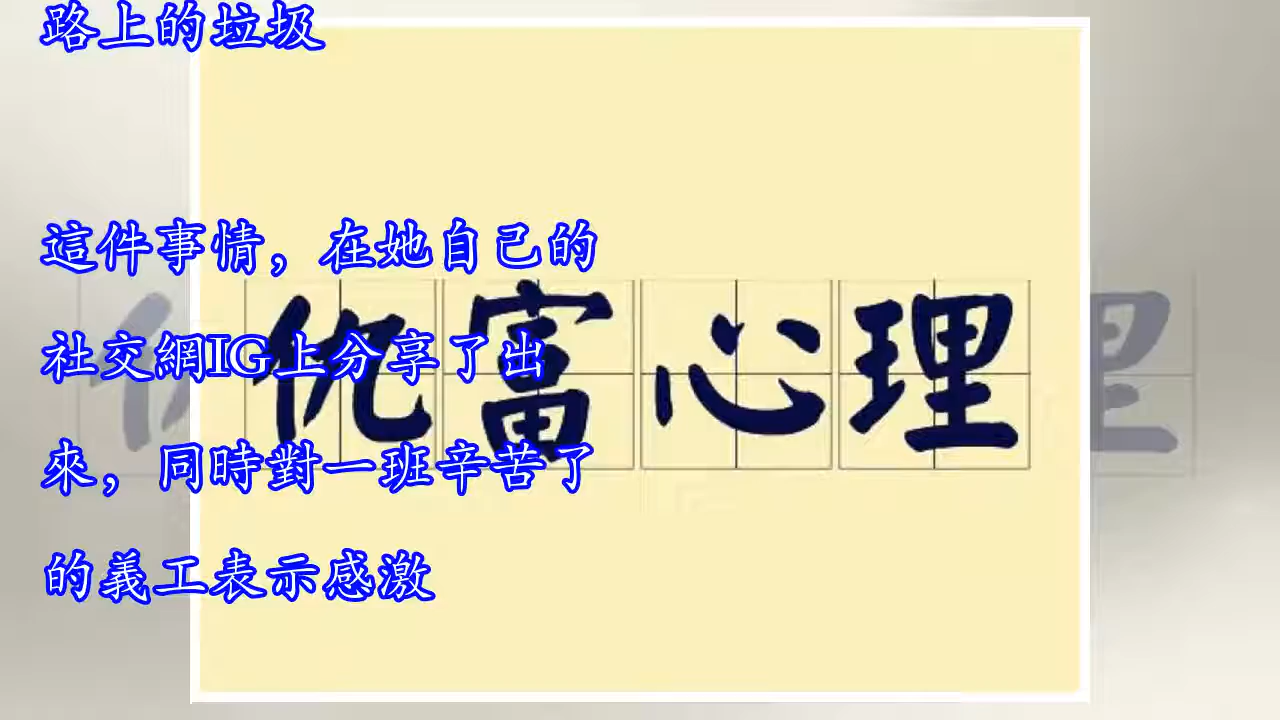 路上的垃圾
這件事情，在她自己的
社交網IG上分享了出
來，同時對一班辛苦了
的義工表示感激
仇富心理